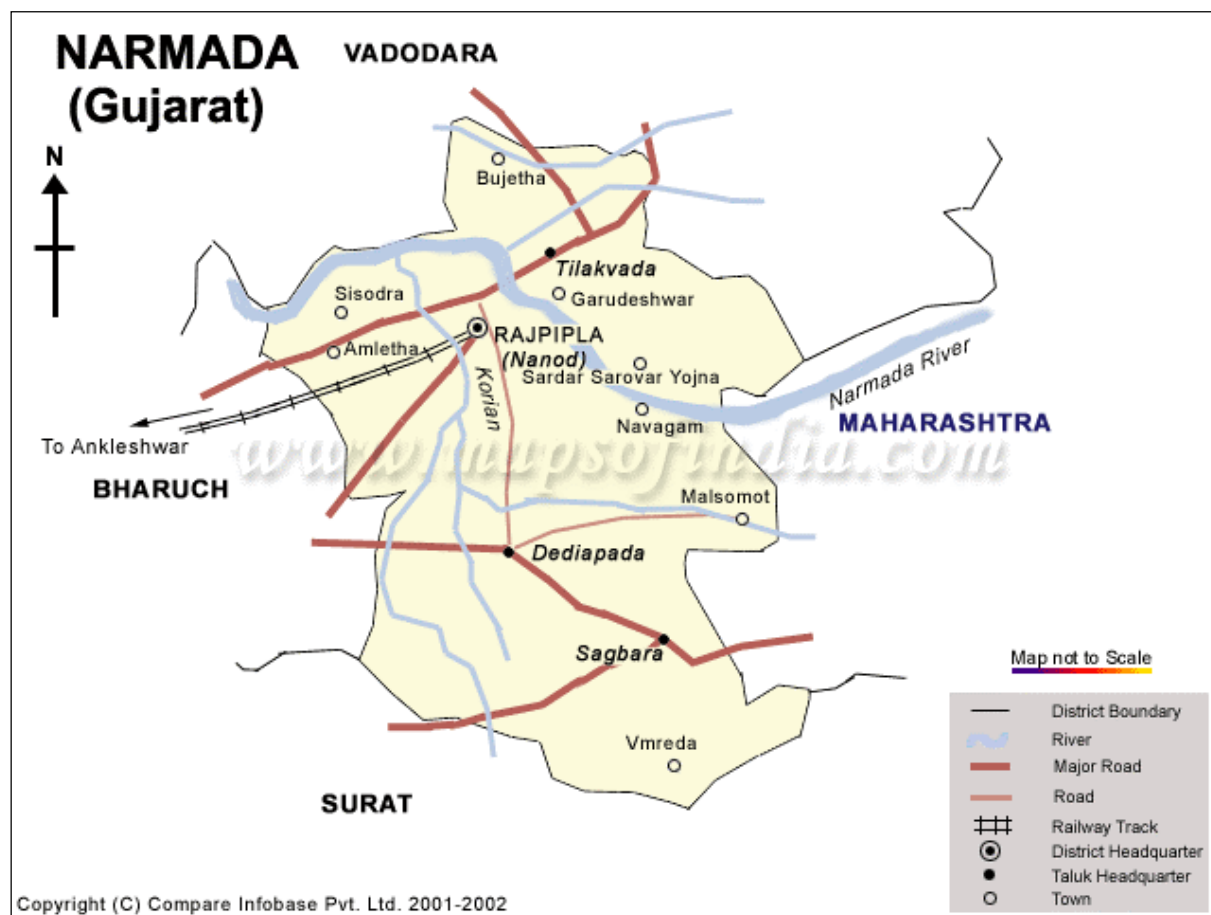 NARMADA
(Gujarat)
VADODARA
N
Bujetha
Tilakvada
Garudeshwar
Sisodra
RAJPIPLA
(Nanod)
Amletha
Sardar Sarovar Yojna
Korian
Narmada River
Navagam
MAHARASHTRA
To Ankleshwar
www.mapsofindia.com
BHARUCH
Malsomot
Dediapada
Sagbara
Map not to Scale
District Boundary
River
Major Road
Road
Railway Track
District Headquarter
Taluk Headquarter
Town
Vmreda
SURAT
Copyright (C) Compare Infobase Pvt. Ltd. 2001-2002